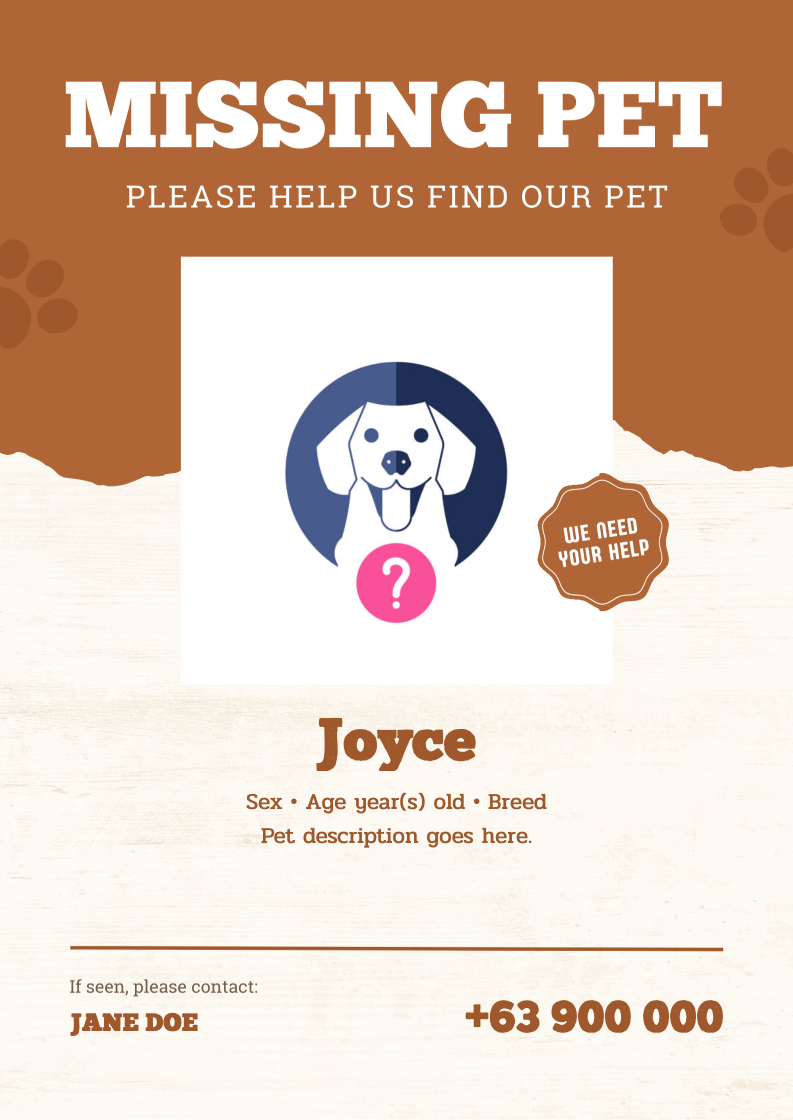 MISSING PET
PLEASE HELP US FIND OUR PET
?
WE NEED
YOUR HELP
Joyce
Sex • Age year(s) old • Breed
Pet description goes here.
If seen, please contact:
JANE DOE
+63 900 000